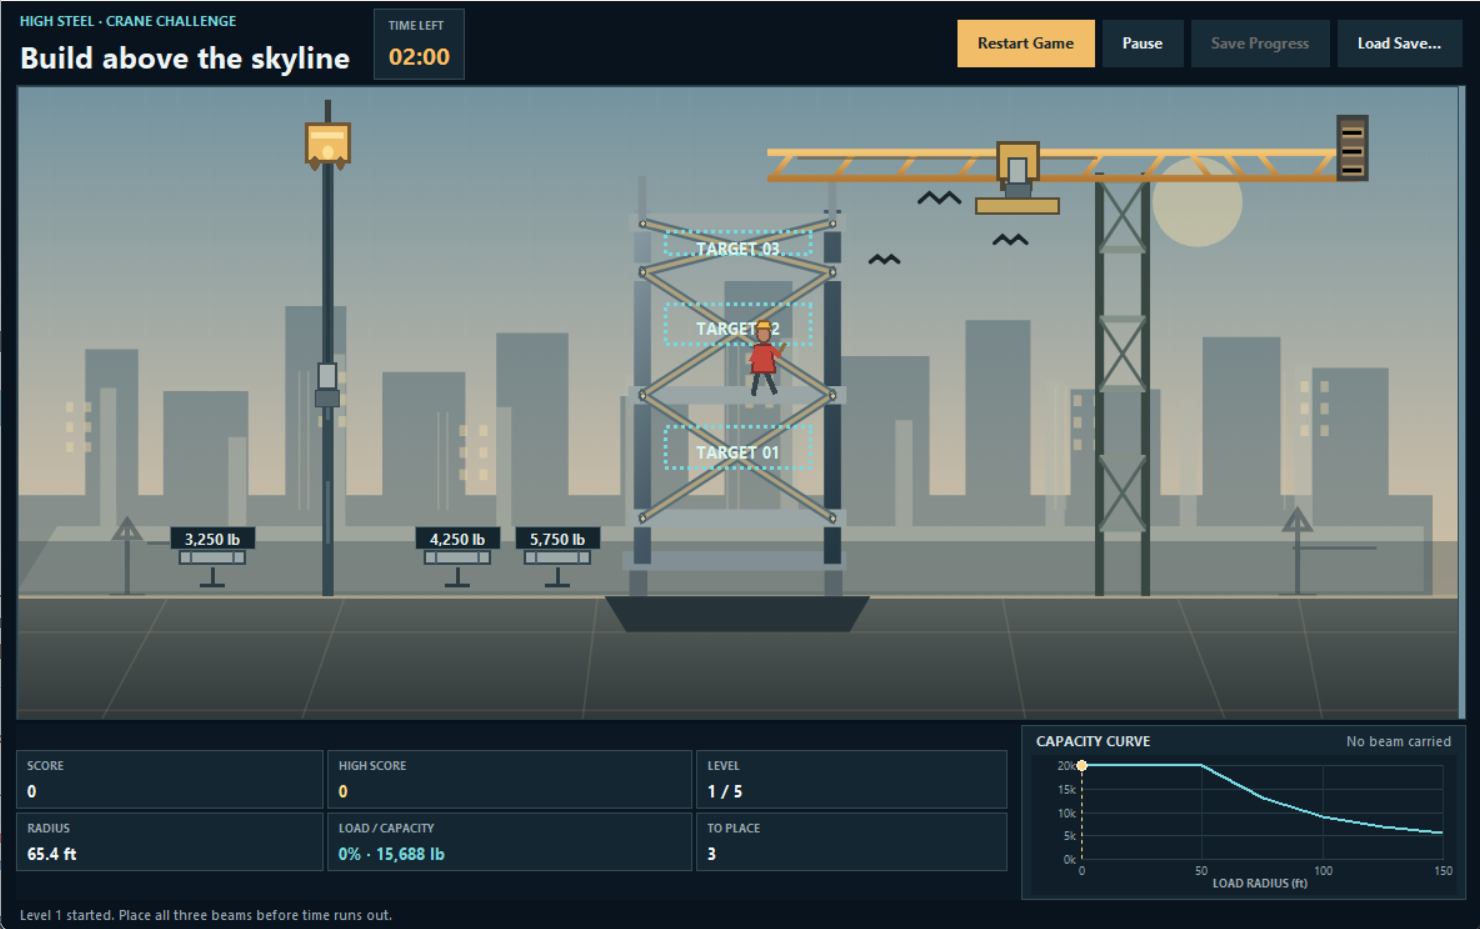 HIGH STEEL · CRANE CHALLENGE
Build above the skyline
TIME LEFT
02:00
Restart Game
Pause
Save Progress
Load Save...
TARGET 03
TARGET 02
TARGET 01
3,250 lb
4,250 lb
5,750 lb
SCORE
0
HIGH SCORE
0
LEVEL
1 / 5
RADIUS
65.4 ft
LOAD / CAPACITY
0% · 15,688 lb
TO PLACE
3
CAPACITY CURVE
No beam carried
20k
15k
10k
5k
0k
0
50
100
150
LOAD RADIUS (ft)
Level 1 started. Place all three beams before time runs out.